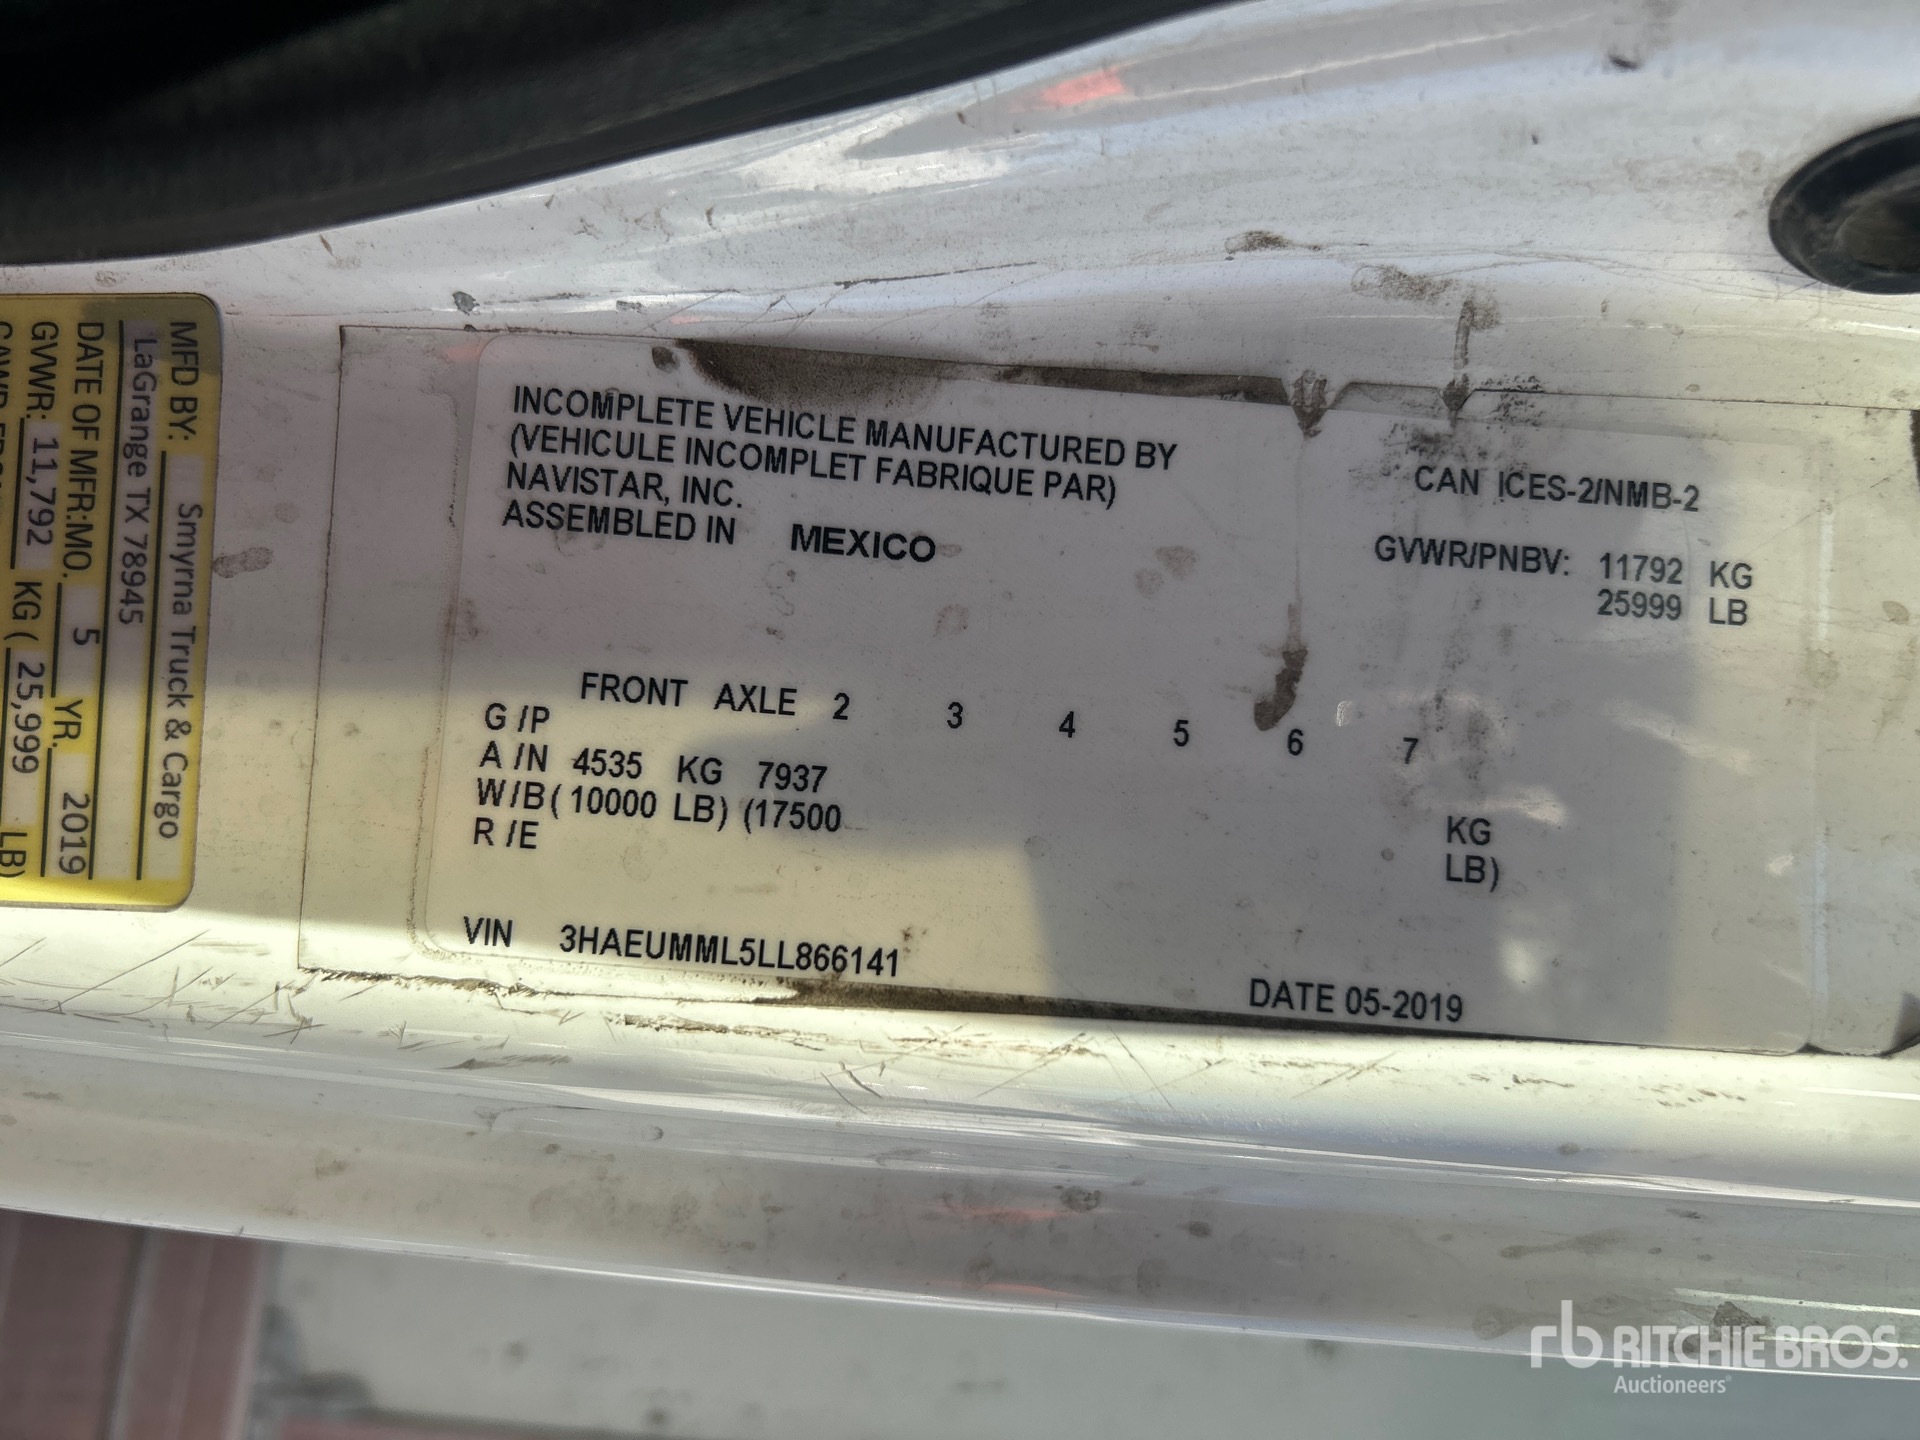 MFD BY: Smyrna Truck & Cargo
LaGrange TX 78945
DATE OF MFR:MO. 5 YR. 2019
GVWR: 11,792 KG ( 25,999 LB)
INCOMPLETE VEHICLE MANUFACTURED BY
(VEHICULE INCOMPLET FABRIQUE PAR)
NAVISTAR, INC.
ASSEMBLED IN MEXICO
CAN ICES-2/NMB-2
GVWR/PNBV: 11792 KG
25999 LB
FRONT AXLE 2 3 4 5 6 7
G /P
A /N 4535 KG 7937 KG
W/B ( 10000 LB) (17500 LB)
R /E
VIN 3HAEUMML5LL866141
DATE 05-2019
rb RITCHIE BROS.
Auctioneers